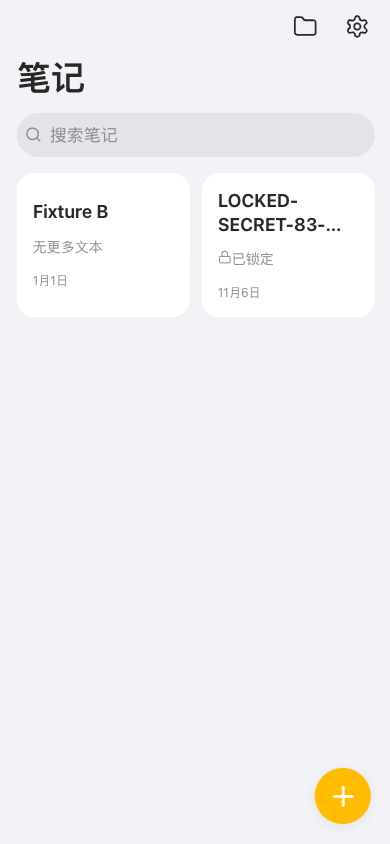 笔记
搜索笔记
Fixture B
无更多文本
1月1日
LOCKED-
SECRET-83-...
已锁定
11月6日